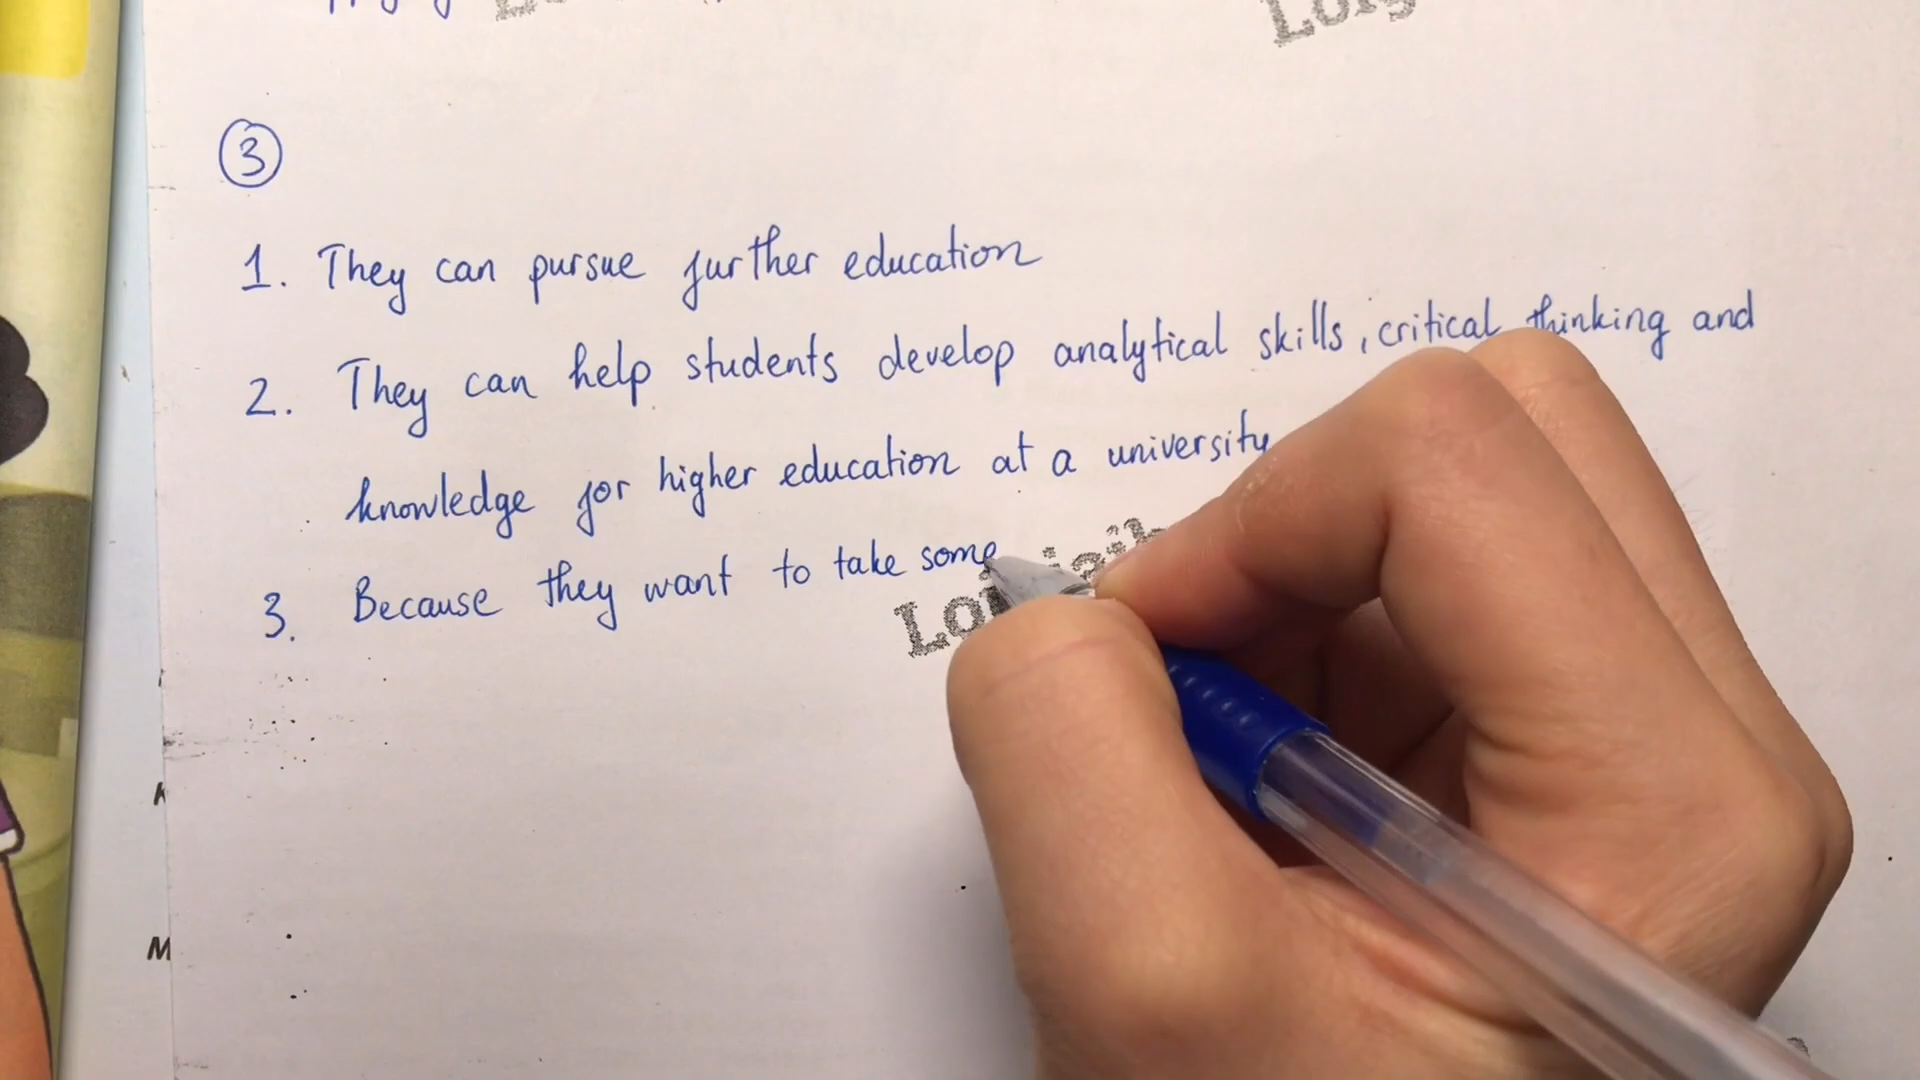 ③
1. They can pursue further education
2. They can help students develop analytical skills, critical thinking and
knowledge for higher education at a university
3. Because they want to take some
M